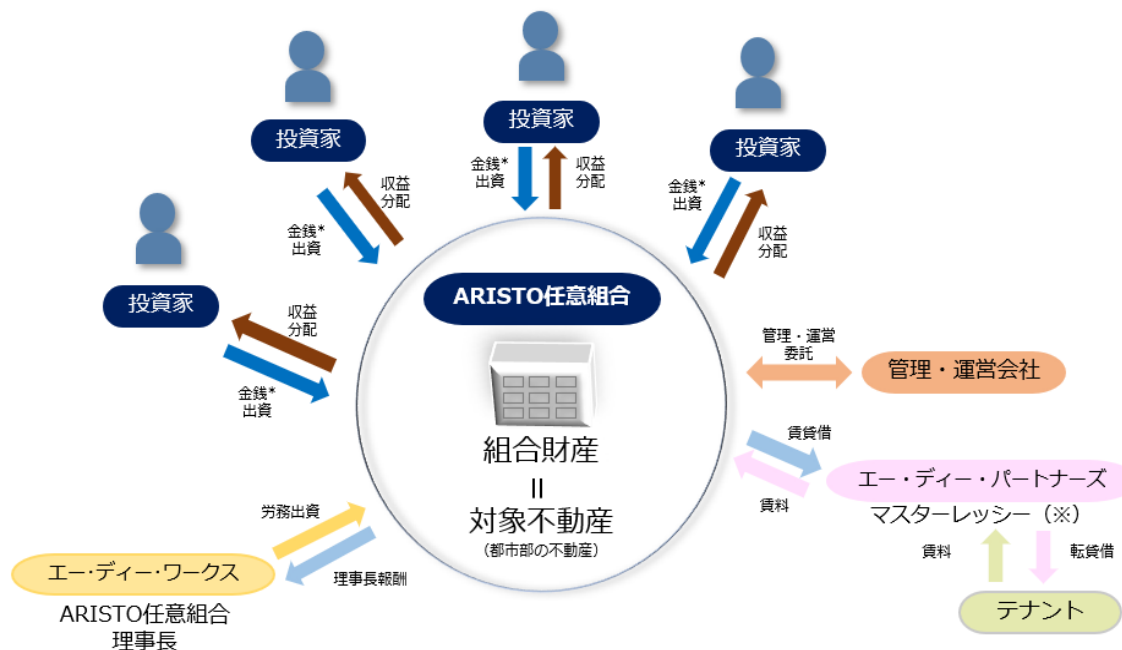 投資家
金銭*
出資
収益
分配
投資家
金銭*
出資
収益
分配
投資家
金銭*
出資
収益
分配
投資家
金銭*
出資
収益
分配
ARISTO任意組合
組合財産
=
対象不動産
（都市部の不動産）
管理・運営
委託
管理・運営会社
賃貸借
賃料
エー・ディー・パートナーズ
マスターレッシー（※）
賃料
転貸借
テナント
労務出資
理事長報酬
エー・ディー・ワークス
ARISTO任意組合
理事長